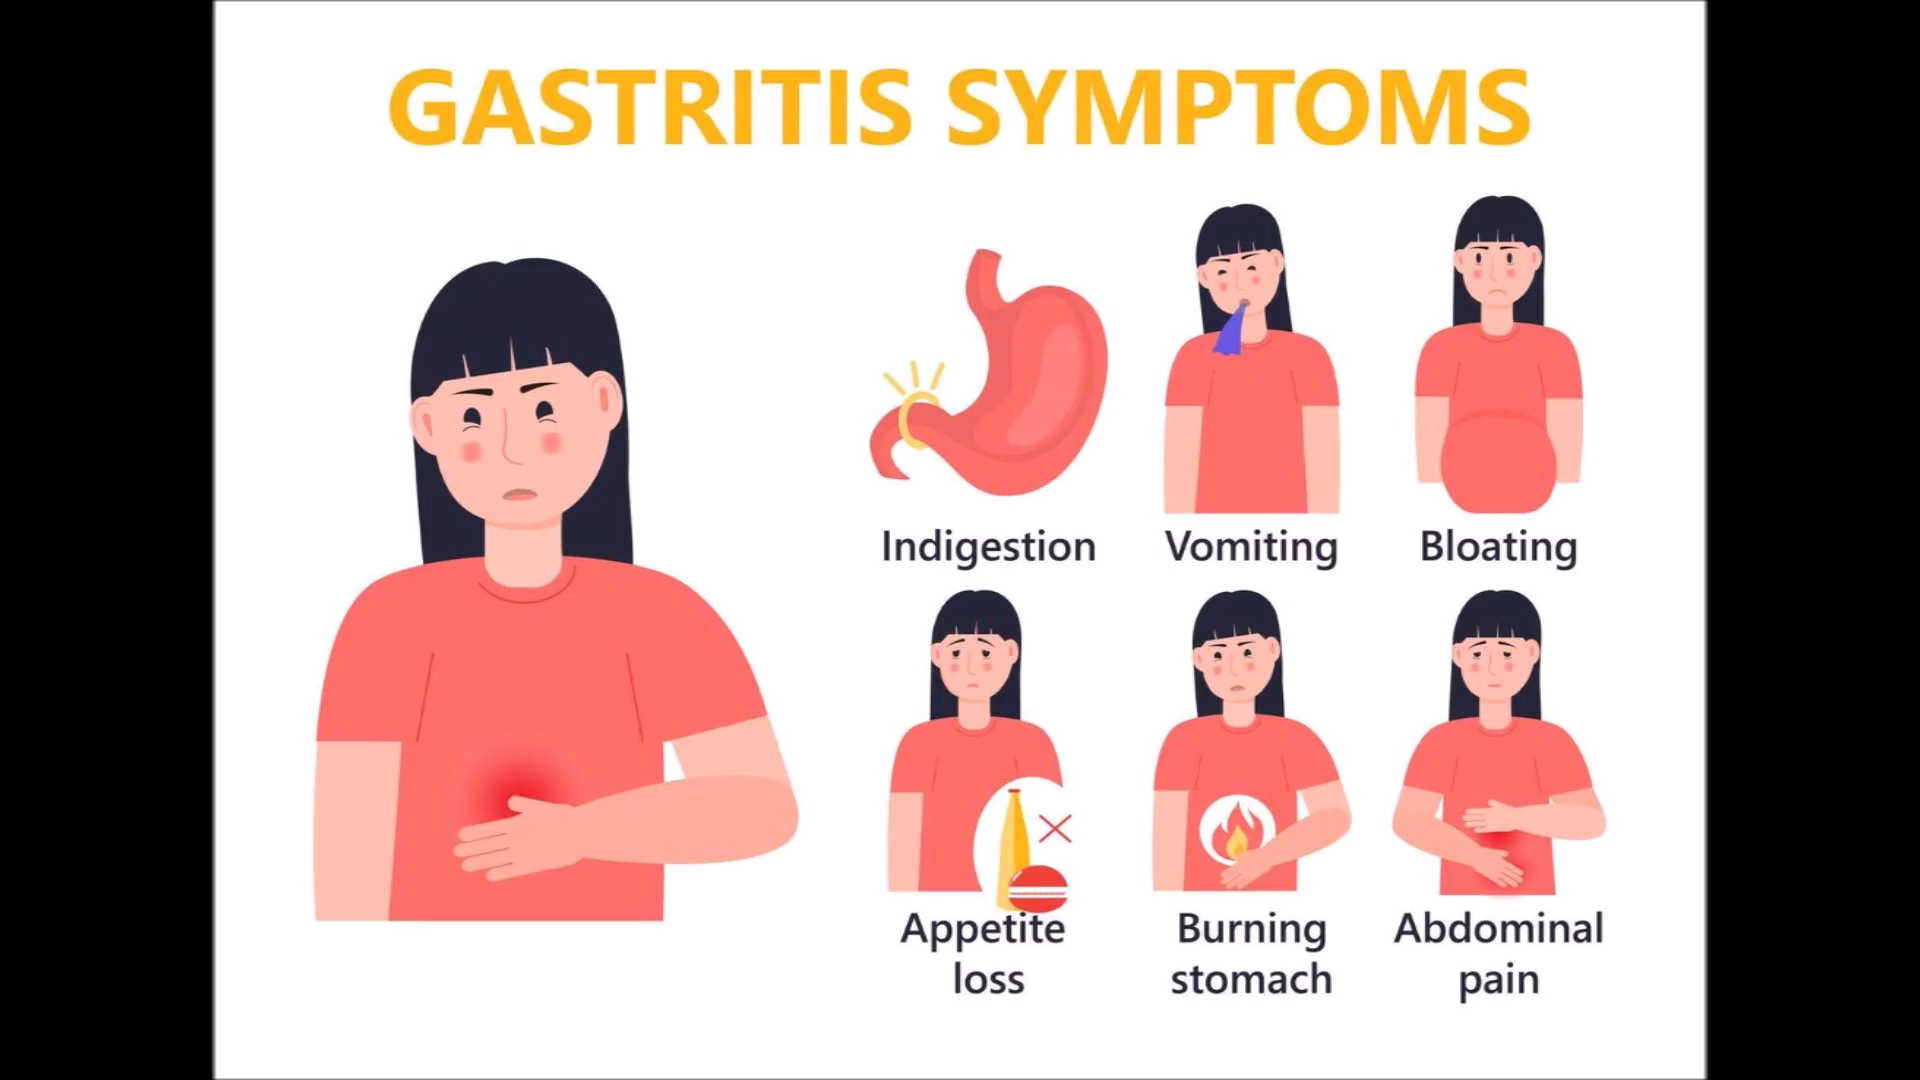 GASTRITIS SYMPTOMS
Indigestion
Vomiting
Bloating
Appetite
loss
Burning
stomach
Abdominal
pain